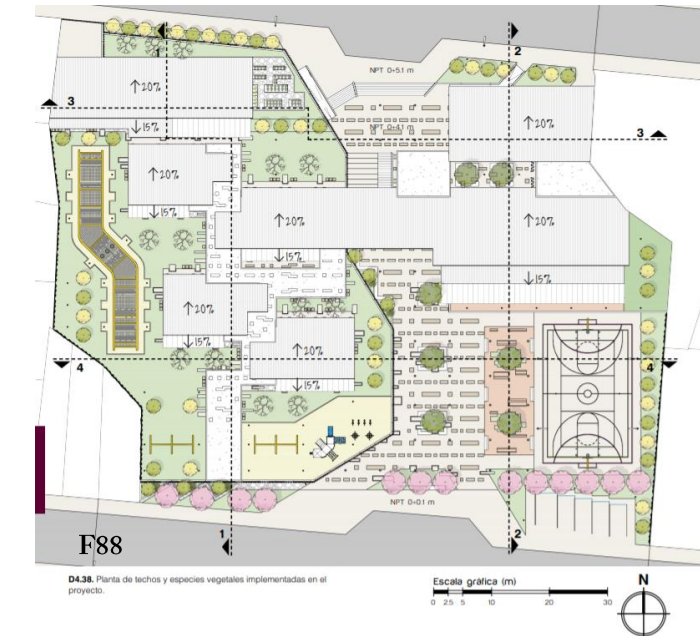 1
2
NPT 0+5.1 m
↑20%
3
NPT 0+4.1 m
↑20%
↓15%
3
↑20%
↓15%
↑20%
↑20%
↓15%
↓15%
↑20%
↓15%
↑20%
4
4
↓15%
NPT 0+0.1 m
1
2
F88
D4.38. Planta de techos y especies vegetales implementadas en el
proyecto.
Escala gráfica (m)
0 2.5 5 10 20 30
N